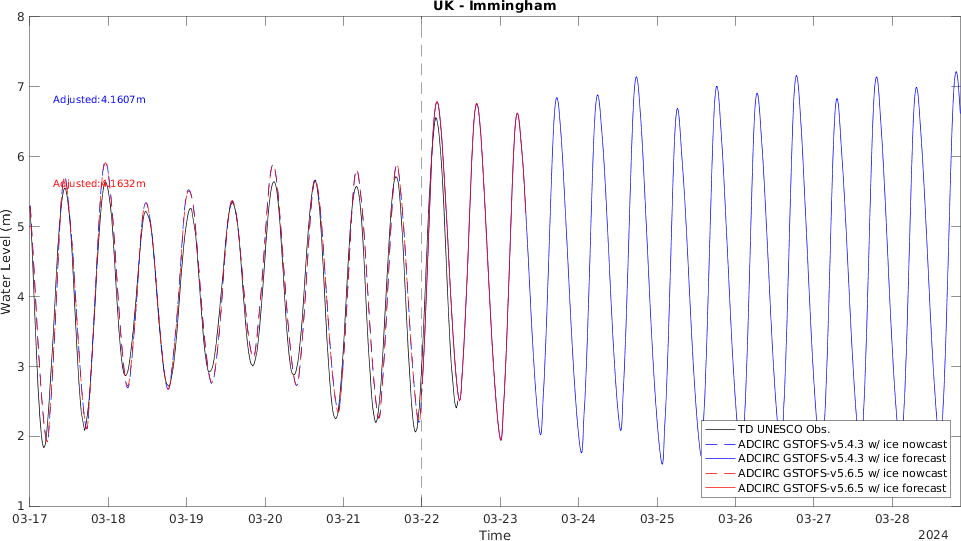 UK - Immingham
8
7
6
5
4
3
2
1
Water Level (m)
Adjusted:4.1607m
Adjusted:4.1632m
TD UNESCO Obs.
ADCIRC GSTOFS-v5.4.3 w/ ice nowcast
ADCIRC GSTOFS-v5.4.3 w/ ice forecast
ADCIRC GSTOFS-v5.6.5 w/ ice nowcast
ADCIRC GSTOFS-v5.6.5 w/ ice forecast
03-17 03-18 03-19 03-20 03-21 03-22 03-23 03-24 03-25 03-26 03-27 03-28
Time
2024